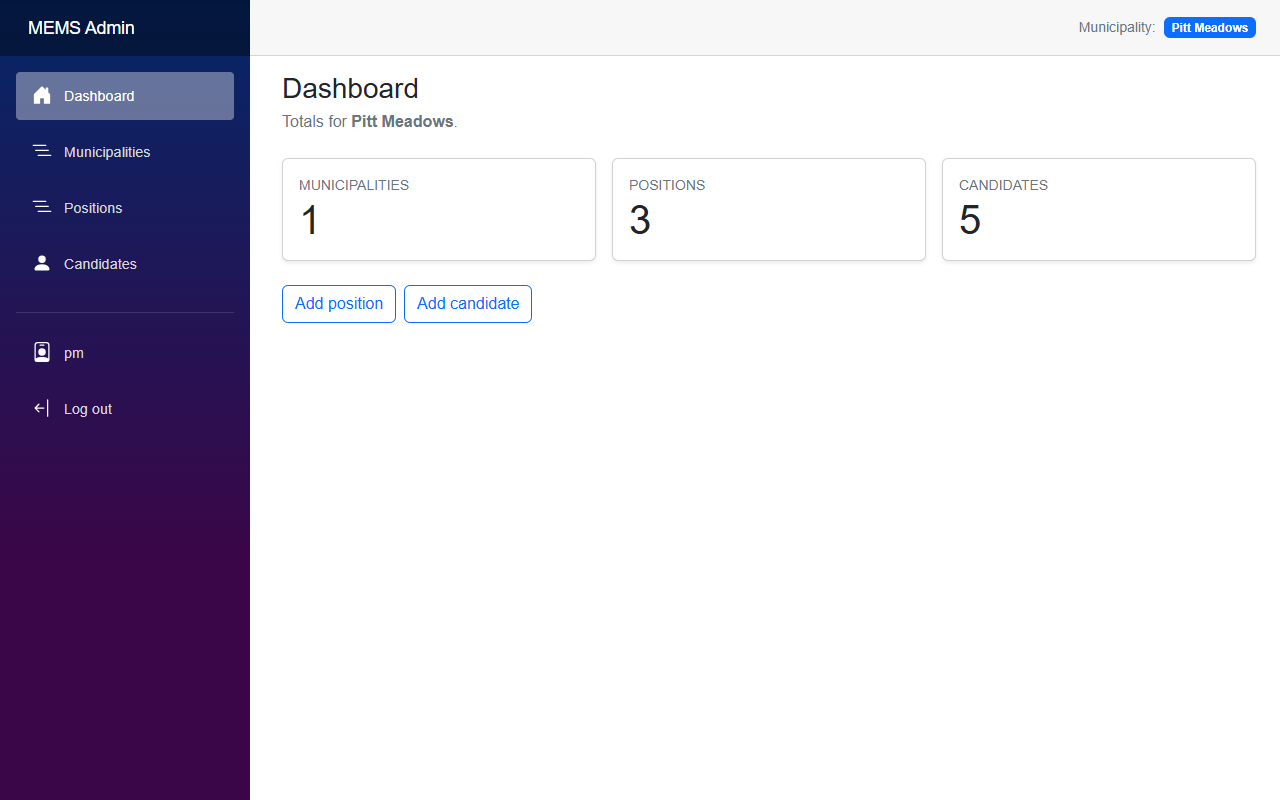 MEMS Admin
Municipality: Pitt Meadows
Dashboard
Municipalities
Positions
Candidates
pm
Log out
Dashboard
Totals for Pitt Meadows.
MUNICIPALITIES
1
POSITIONS
3
CANDIDATES
5
Add position
Add candidate